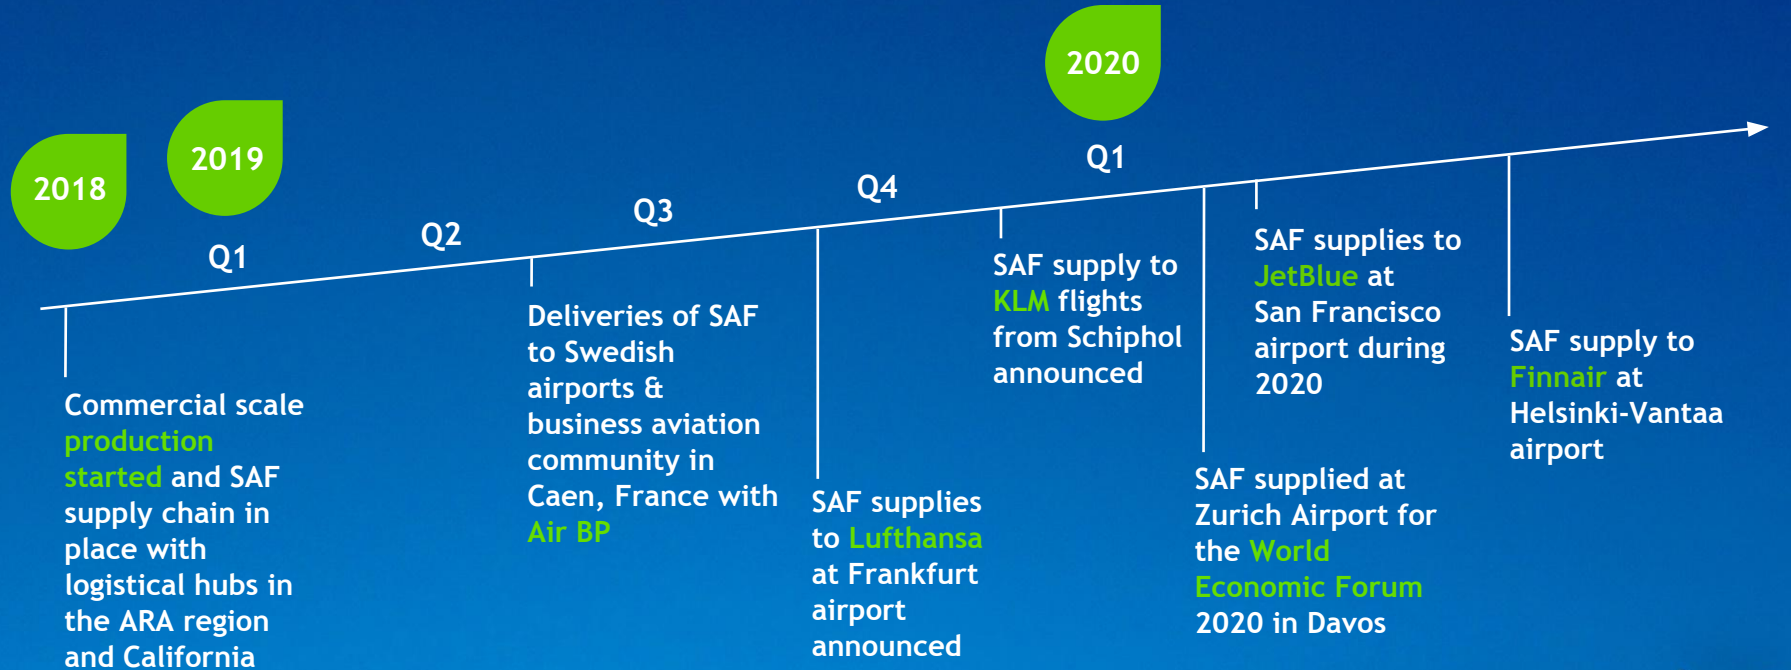 2018
2019
2020
Q1
Q2
Q3
Q4
Q1
Commercial scale
production
started and SAF
supply chain in
place with
logistical hubs in
the ARA region
and California
Deliveries of SAF
to Swedish
airports &
business aviation
community in
Caen, France with
Air BP
SAF supplies
to Lufthansa
at Frankfurt
airport
announced
SAF supply to
KLM flights
from Schiphol
announced
SAF supplied at
Zurich Airport for
the World
Economic Forum
2020 in Davos
SAF supplies to
JetBlue at
San Francisco
airport during
2020
SAF supply to
Finnair at
Helsinki-Vantaa
airport